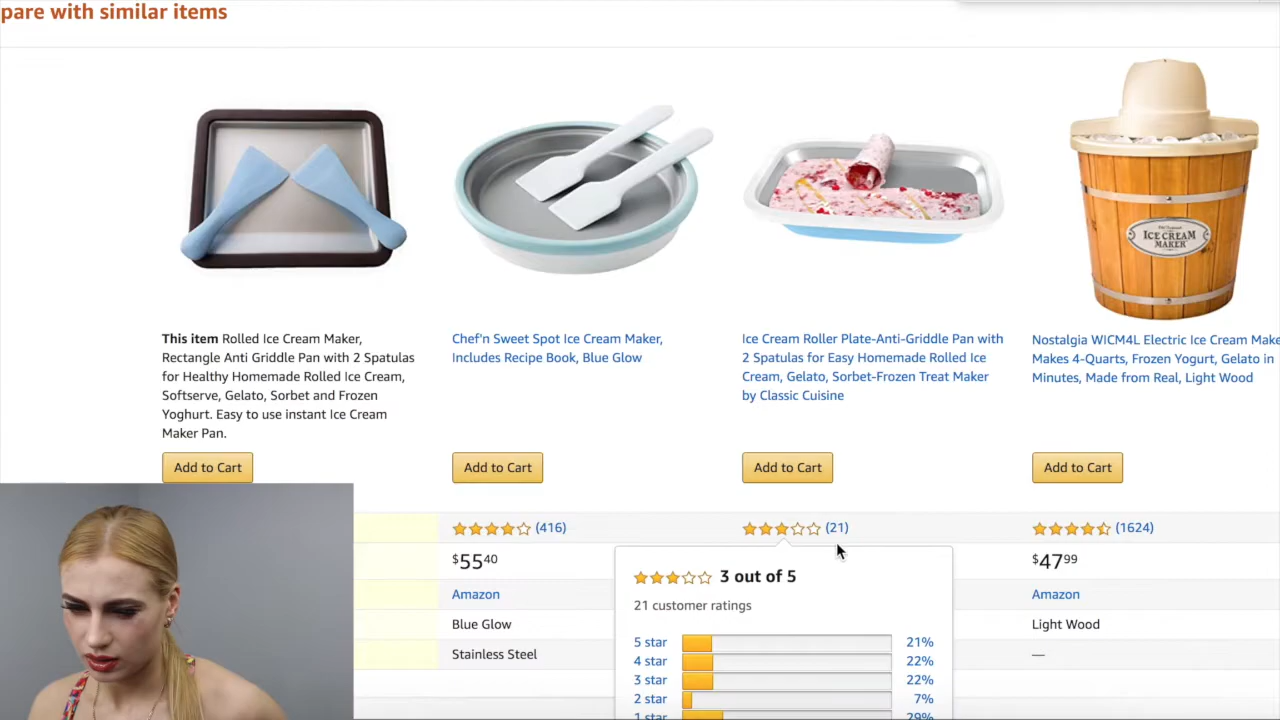 pare with similar items
ICE CREAM
MAKER
This item Rolled Ice Cream Maker,
Rectangle Anti Griddle Pan with 2 Spatulas
for Healthy Homemade Rolled Ice Cream,
Softserve, Gelato, Sorbet and Frozen
Yoghurt. Easy to use instant Ice Cream
Maker Pan.
Chef'n Sweet Spot Ice Cream Maker,
Includes Recipe Book, Blue Glow
Ice Cream Roller Plate-Anti-Griddle Pan with
2 Spatulas for Easy Homemade Rolled Ice
Cream, Gelato, Sorbet-Frozen Treat Maker
by Classic Cuisine
Nostalgia WICM4L Electric Ice Cream Make
Makes 4-Quarts, Frozen Yogurt, Gelato in
Minutes, Made from Real, Light Wood
Add to Cart
Add to Cart
Add to Cart
Add to Cart
(416)
(21)
(1624)
$55.40
$47.99
Amazon
Amazon
Blue Glow
Light Wood
Stainless Steel
—
3 out of 5
21 customer ratings
5 star 21%
4 star 22%
3 star 22%
2 star 7%
1 star 29%